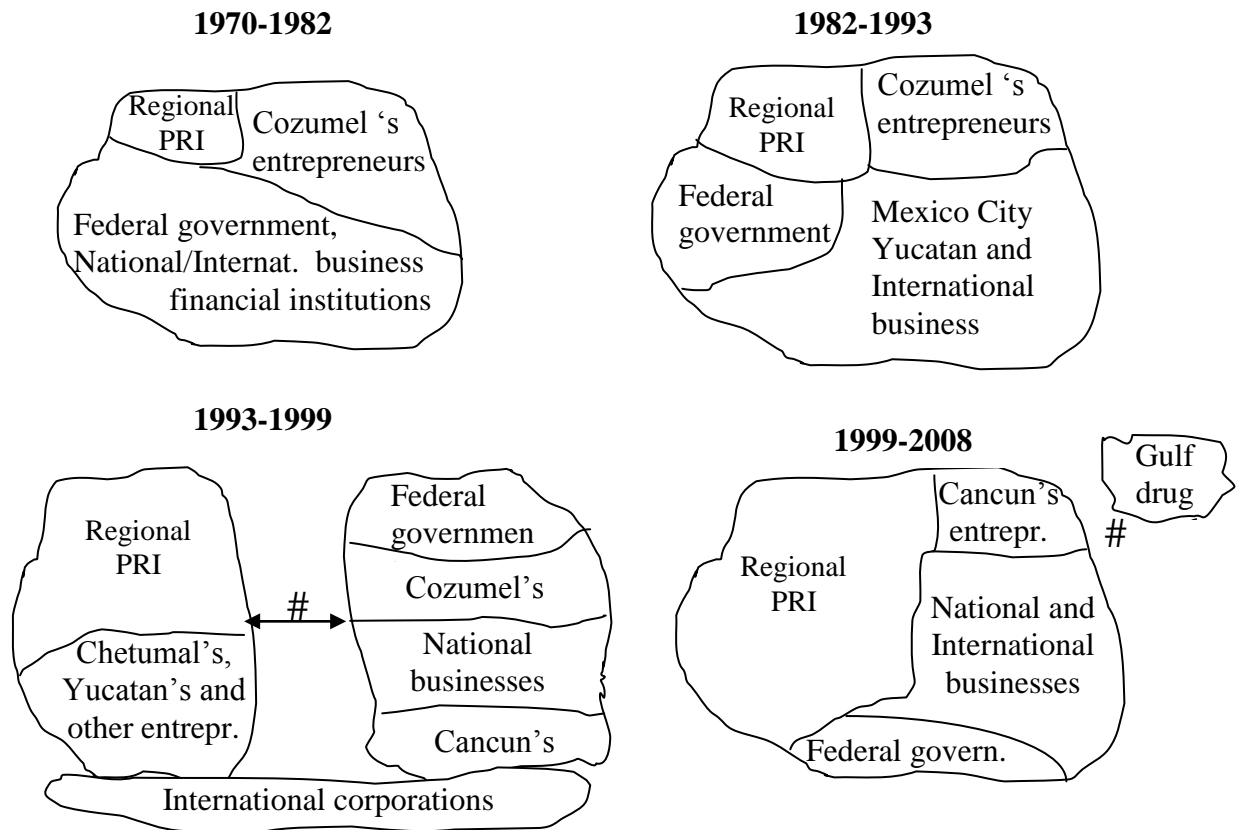 1970-1982
Regional
PRI
Cozumel ‘s
entrepreneurs
Federal government,
National/Internat. business
financial institutions
1982-1993
Regional
PRI
Cozumel ‘s
entrepreneurs
Federal
government
Mexico City
Yucatan and
International
business
1993-1999
Regional
PRI
Chetumal’s,
Yucatan’s and
other entrepr.
#
Federal
governmen
Cozumel’s
National
businesses
Cancun’s
International corporations
1999-2008
Regional
PRI
Cancun’s
entrepr.
National and
International
businesses
Federal govern.
#
Gulf
drug